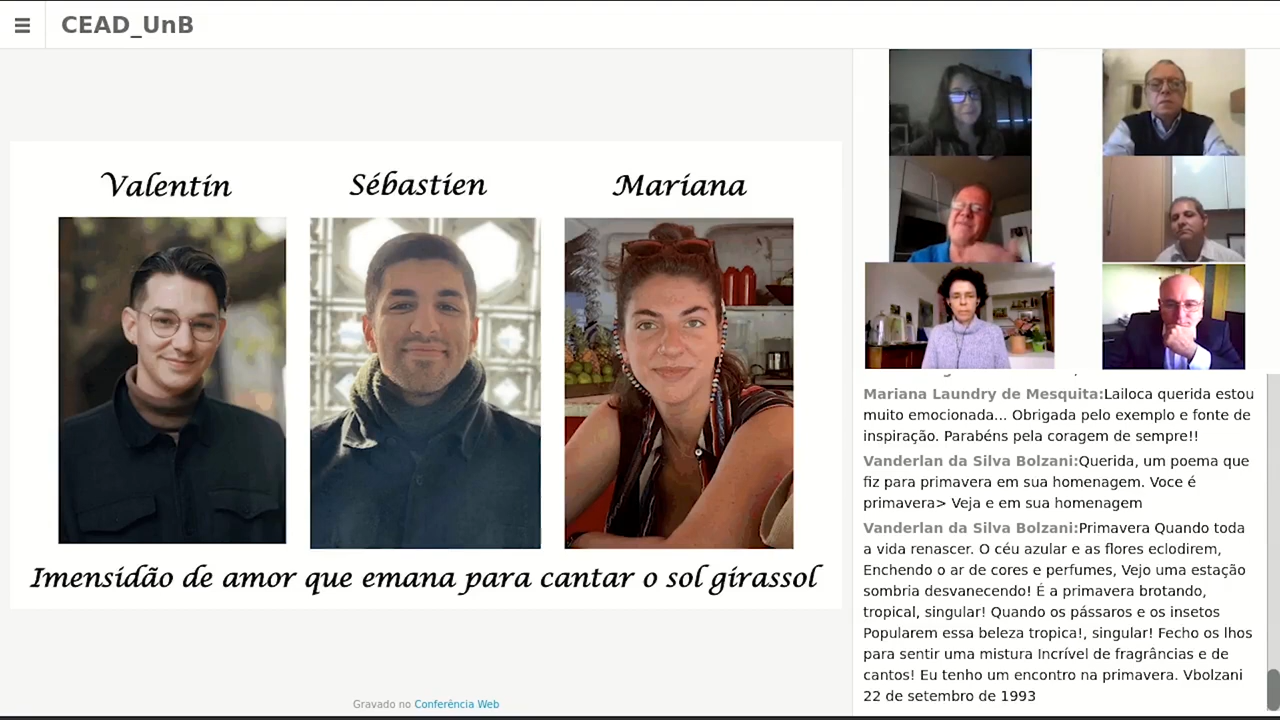 CEAD_UnB
Valentin
Sébastien
Mariana
Imensidão de amor que emana para cantar o sol girassol
Gravado no Conferência Web
Mariana Laundry de Mesquita:Lailoca querida estou
muito emocionada... Obrigada pelo exemplo e fonte de
inspiração. Parabéns pela coragem de sempre!!
Vanderlan da Silva Bolzani:Querida, um poema que
fiz para primavera em sua homenagem. Voce é
primavera> Veja e em sua homenagem
Vanderlan da Silva Bolzani:Primavera Quando toda
a vida renascer. O céu azular e as flores eclodirem,
Enchendo o ar de cores e perfumes, Vejo uma estação
sombria desvanecendo! É a primavera brotando,
tropical, singular! Quando os pássaros e os insetos
Popularem essa beleza tropica!, singular! Fecho os lhos
para sentir uma mistura Incrível de fragrâncias e de
cantos! Eu tenho um encontro na primavera. Vbolzani
22 de setembro de 1993